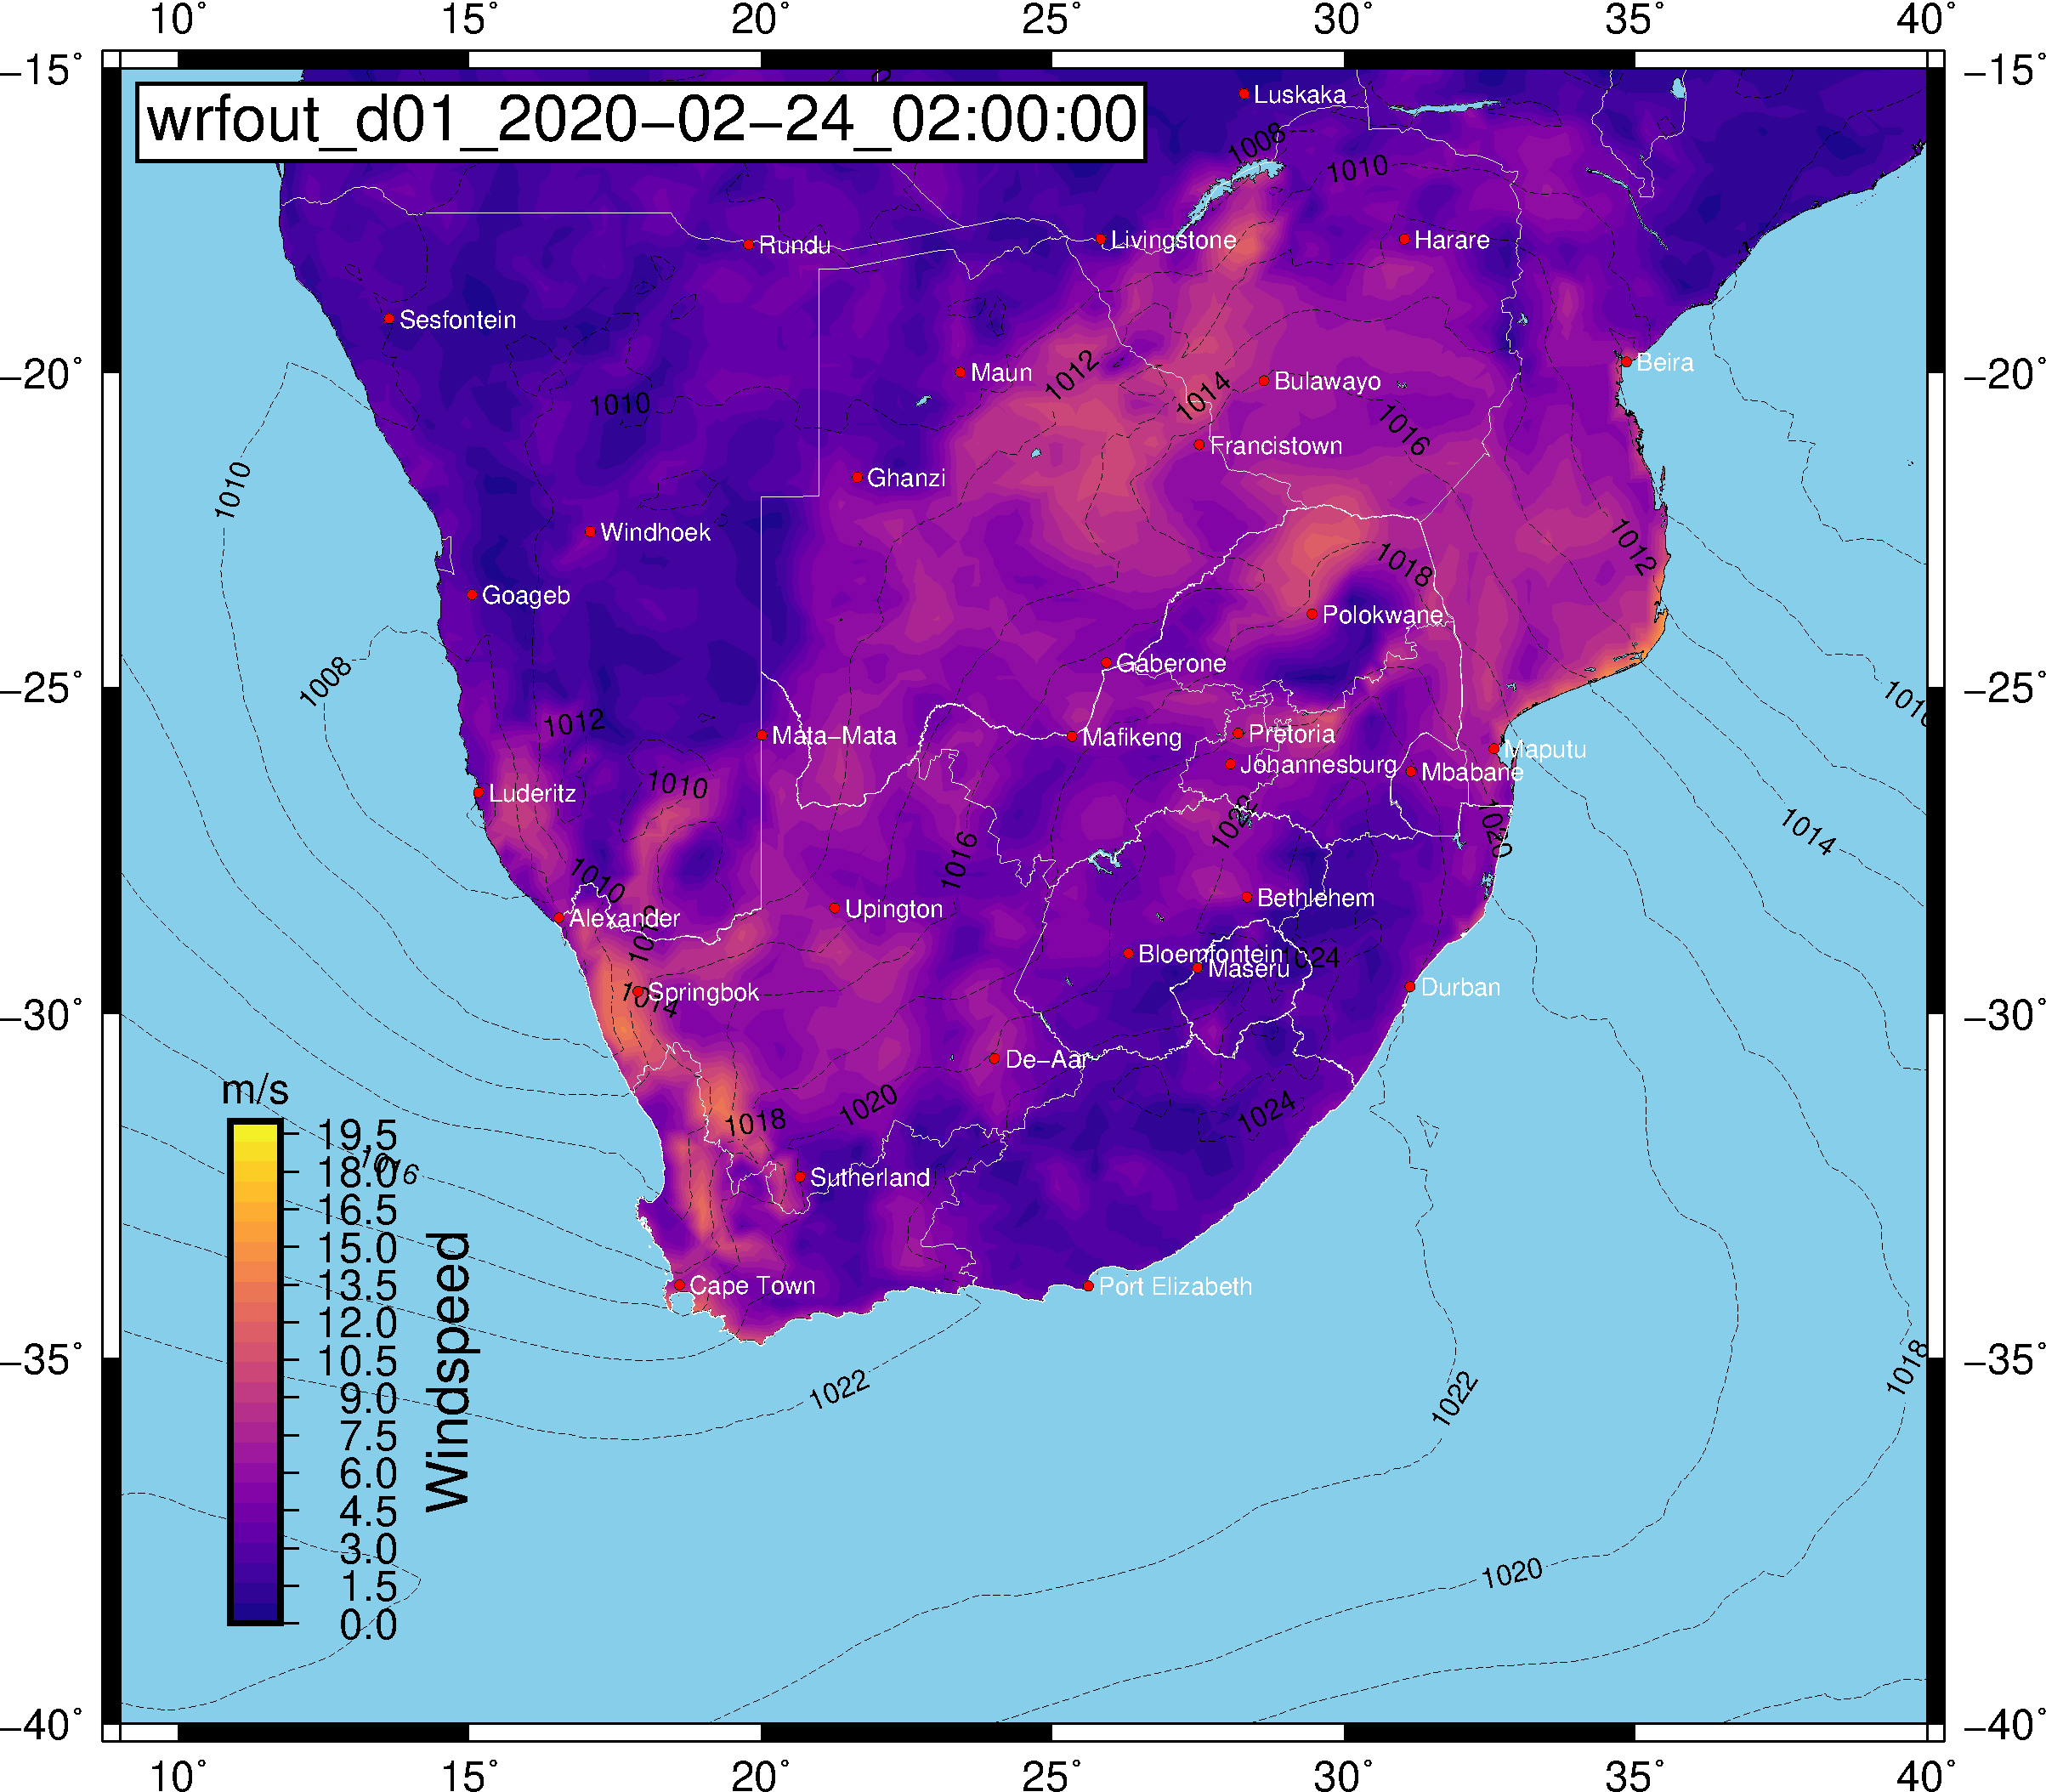 10° 15° 20° 25° 30° 35° 40°
−15° −15°
wrfout_d01_2020−02−24_02:00:00
Luskaka
1008
1010
Rundu
Livingstone
Harare
Sesfontein
−20° −20°
Maun
1012
Beira
Bulawayo
1010
1014
1016
Francistown
Ghanzi
1010
Windhoek
1012
1018
Goageb
Polokwane
Gaberone
1008
−25° −25°
1016
1012
Mata−Mata
Mafikeng
Pretoria
Maputu
Johannesburg
Mbabane
1010
Luderitz
1022
1020
1014
1016
1010
Bethlehem
Alexander
Upington
Bloemfontein
1024
Maseru
Springbok
1014
Durban
−30° −30°
De−Aar
m/s
1020
1024
1018
19.5
18.0
1016
Sutherland
16.5
15.0
Windspeed
13.5
Cape Town
Port Elizabeth
12.0
10.5
−35° −35°
1018
9.0
1022
1022
7.5
6.0
4.5
3.0
1020
1.5
0.0
−40° −40°
10° 15° 20° 25° 30° 35° 40°